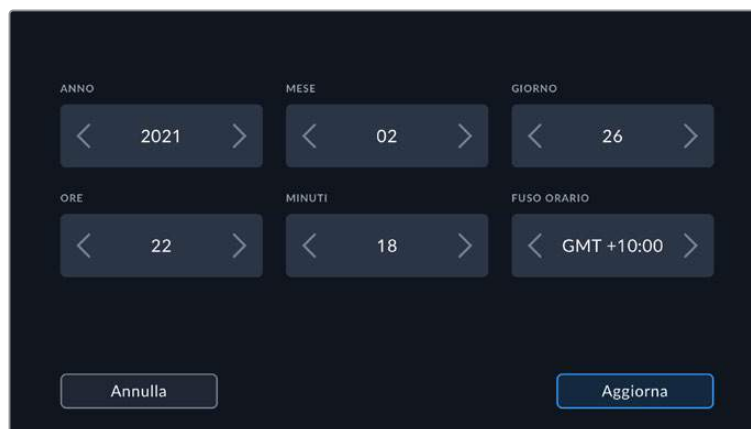 ANNO MESE GIORNO
2021 02 26
ORE MINUTI FUSO ORARIO
22 18 GMT +10:00
Annulla Aggiorna